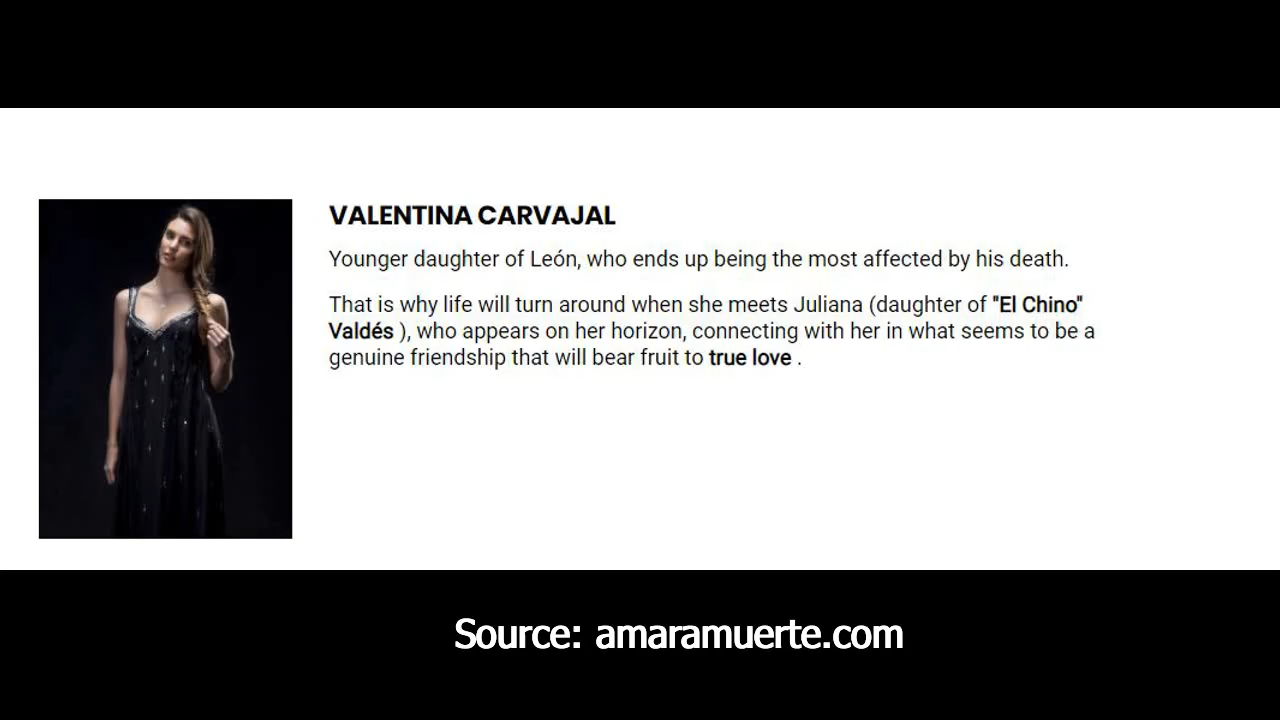 VALENTINA CARVAJAL
Younger daughter of León, who ends up being the most affected by his death.
That is why life will turn around when she meets Juliana (daughter of "El Chino"
Valdés ), who appears on her horizon, connecting with her in what seems to be a
genuine friendship that will bear fruit to true love .
Source: amaramuerte.com